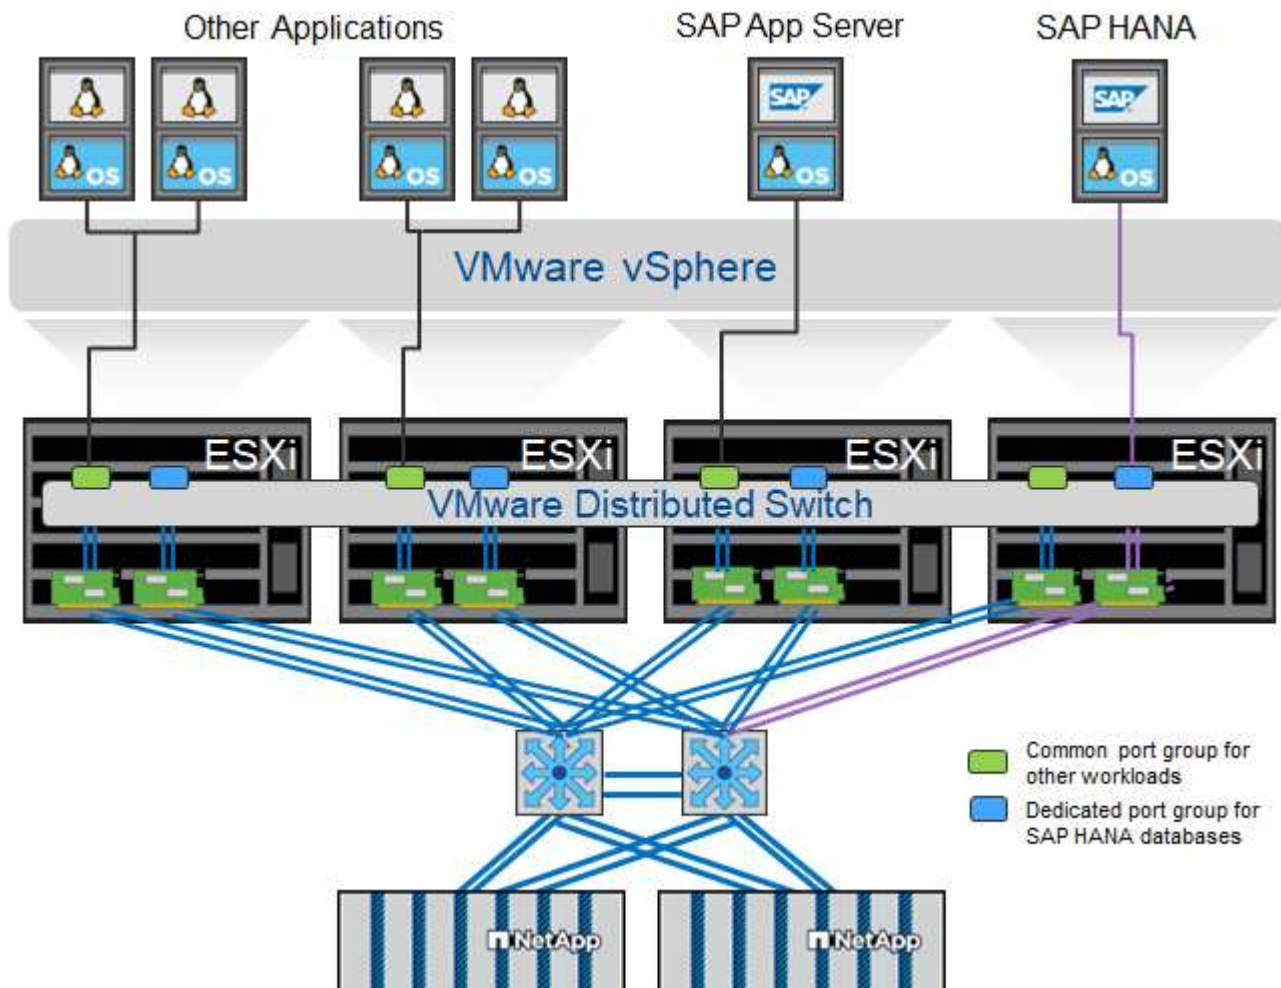 Other Applications
SAP App Server
SAP HANA
SAP
SAP
OS
OS
OS
OS
OS
OS
VMware vSphere
ESXi
ESXi
ESXi
ESXi
VMware Distributed Switch
Common port group for
other workloads
Dedicated port group for
SAP HANA databases
NetApp
NetApp